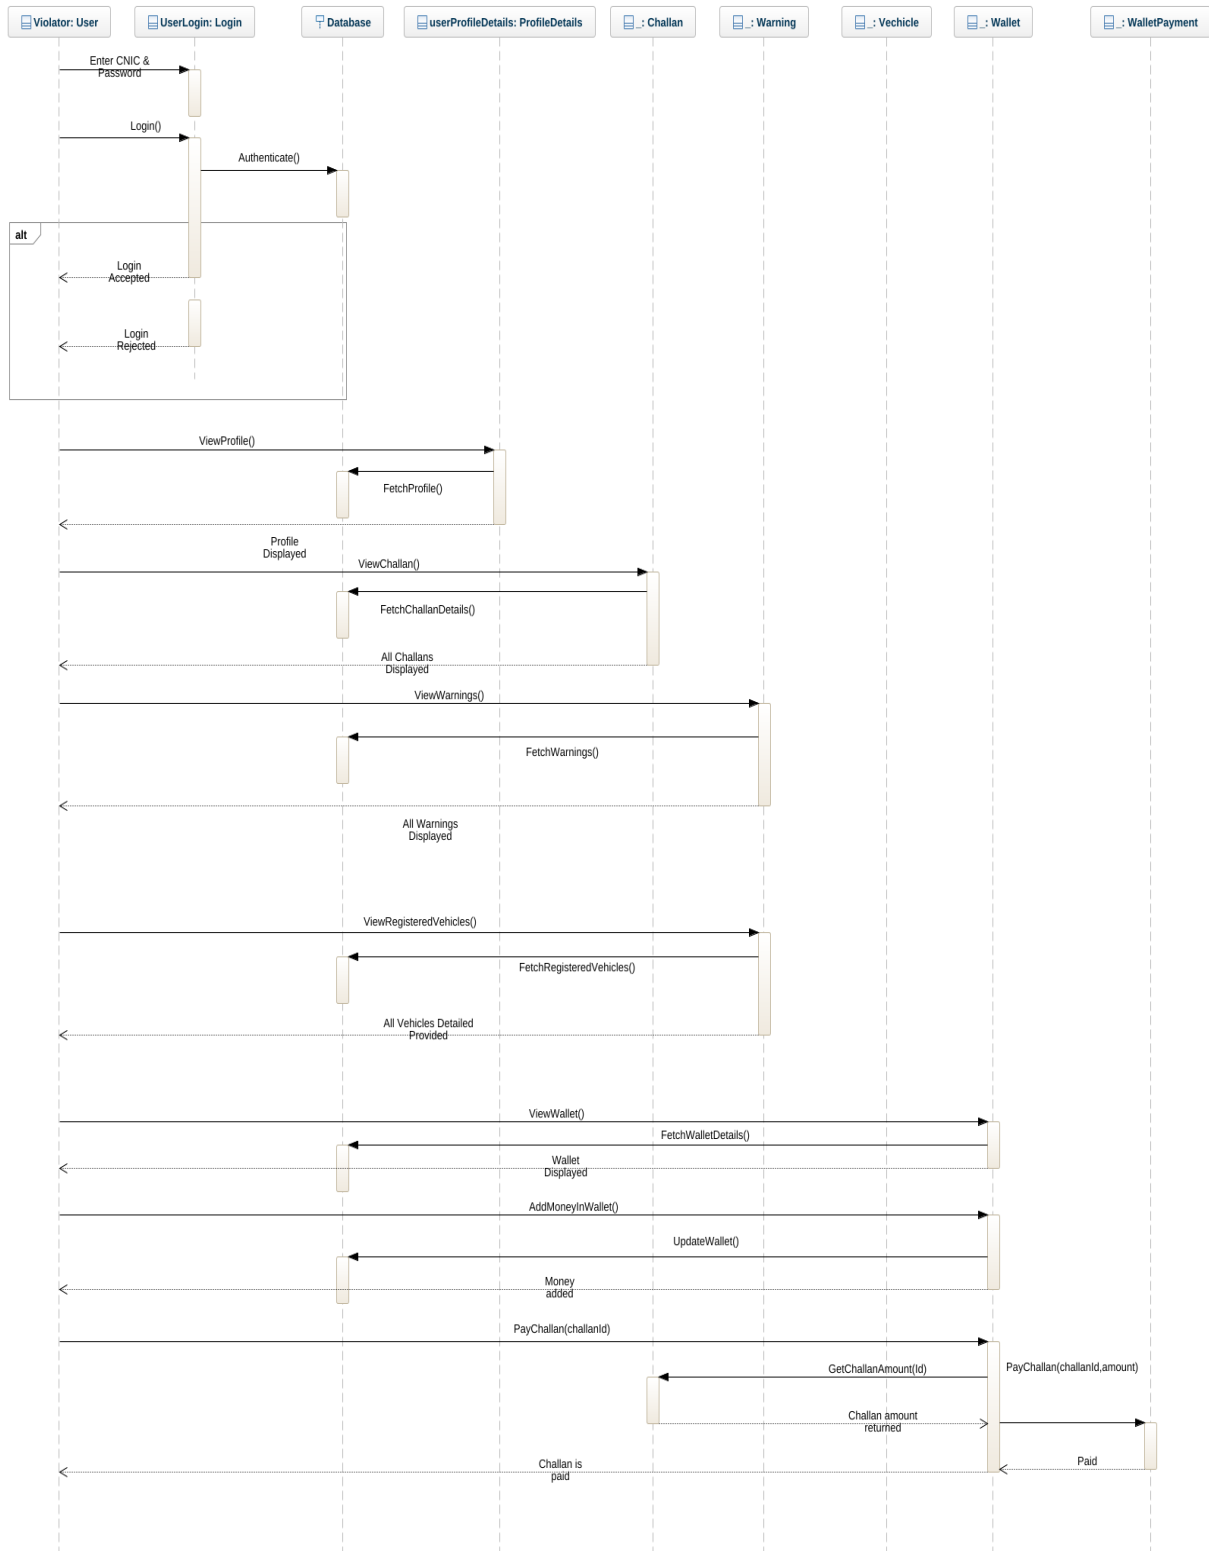 Violator: User
UserLogin: Login
Database
userProfileDetails: ProfileDetails
_: Challan
_: Warning
_: Vechicle
_: Wallet
_: WalletPayment
Enter CNIC &
Password
Login()
Authenticate()
alt
Login
Accepted
Login
Rejected
ViewProfile()
FetchProfile()
Profile
Displayed
ViewChallan()
FetchChallanDetails()
All Challans
Displayed
ViewWarnings()
FetchWarnings()
All Warnings
Displayed
ViewRegisteredVehicles()
FetchRegisteredVehicles()
All Vehicles Detailed
Provided
ViewWallet()
FetchWalletDetails()
Wallet
Displayed
AddMoneyInWallet()
UpdateWallet()
Money
added
PayChallan(challanId)
GetChallanAmount(Id)
PayChallan(challanId,amount)
Challan amount
returned
Paid
Challan is
paid